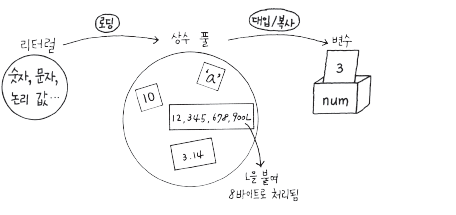 로딩
대입/복사
리터럴
상수 풀
변수
숫자, 문자,
논리 값...
'a'
10
3
num
12,345,678,900L
3.14
L을 붙여
8바이트로 처리됨